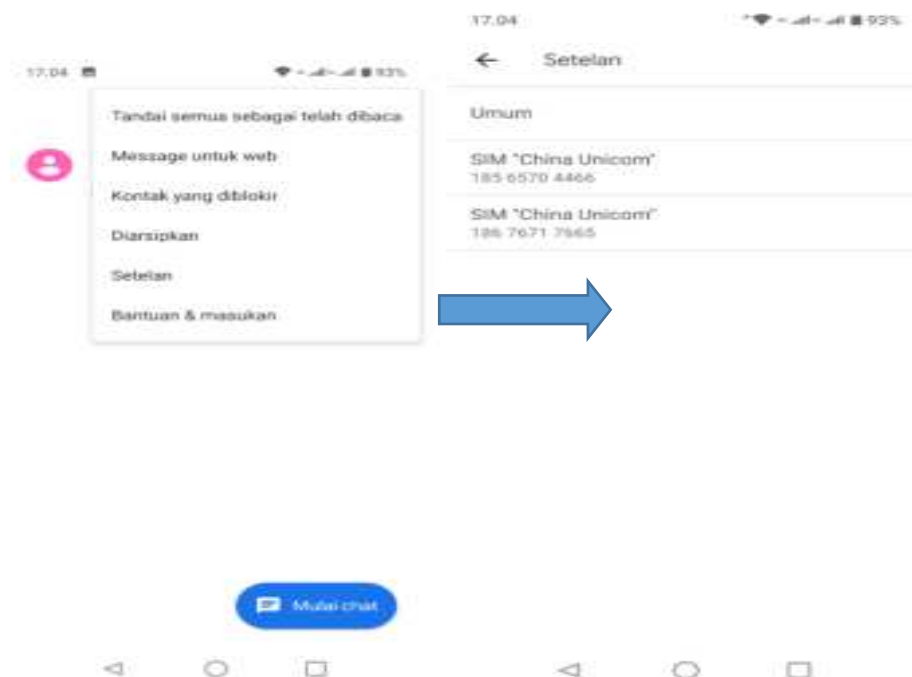 17.04
93%
Tandai semua sebagai telah dibaca
Message untuk web
Kontak yang diblokir
Diarsipkan
Setelan
Bantuan & masukan
Mulai chat
17.04
93%
Setelan
Umum
SIM "China Unicom"
185 6570 4466
SIM "China Unicom"
186 7671 7665